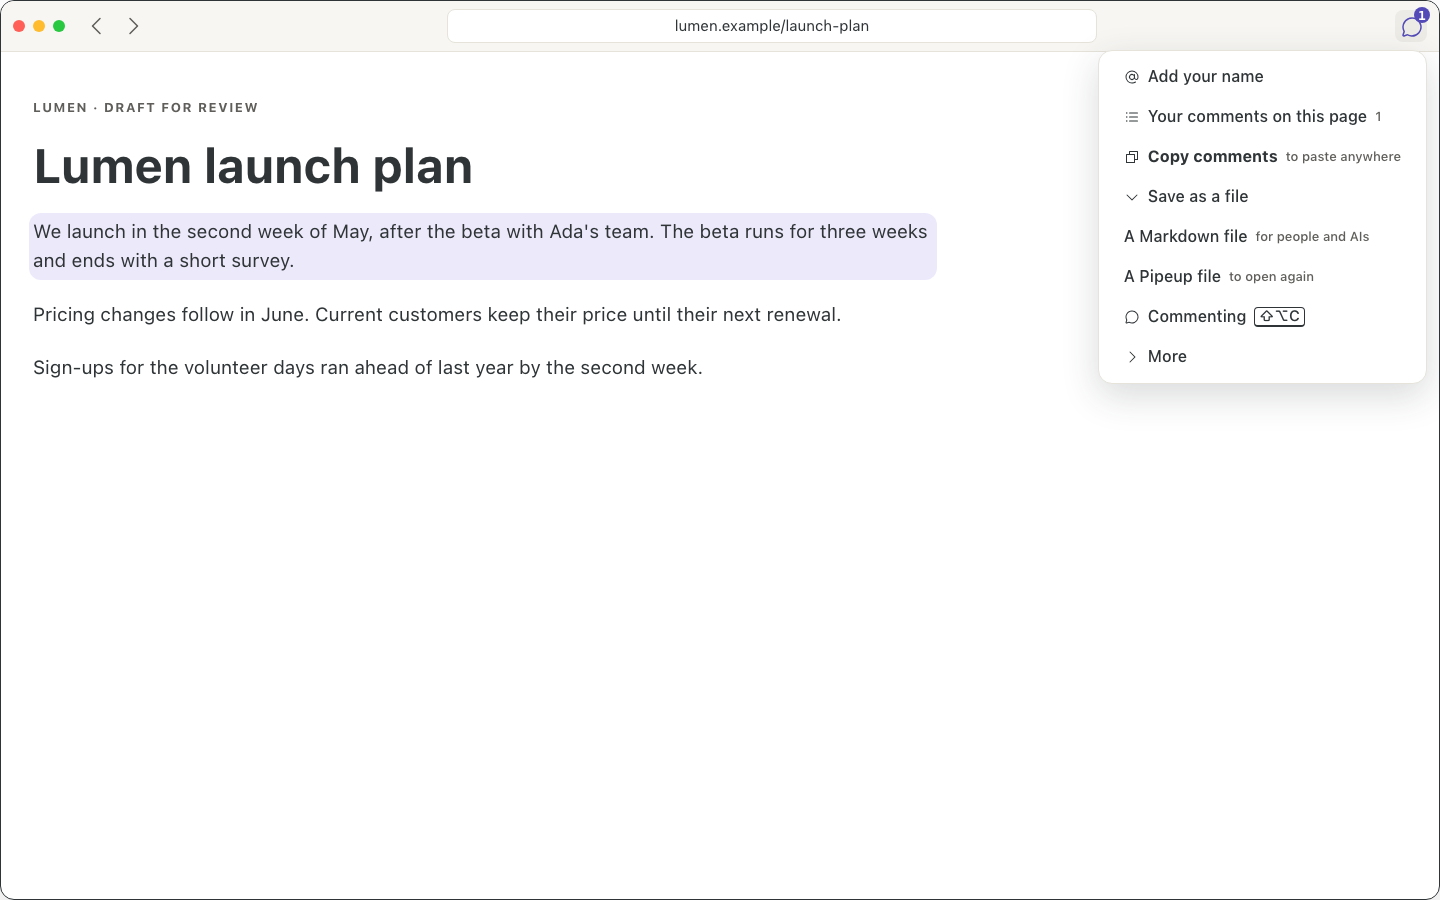 lumen.example/launch-plan
1
LUMEN · DRAFT FOR REVIEW
Lumen launch plan
We launch in the second week of May, after the beta with Ada's team. The beta runs for three weeks
and ends with a short survey.
Pricing changes follow in June. Current customers keep their price until their next renewal.
Sign-ups for the volunteer days ran ahead of last year by the second week.
Add your name
Your comments on this page 1
Copy comments to paste anywhere
Save as a file
A Markdown file for people and AIs
A Pipeup file to open again
Commenting ⇧⌥C
More